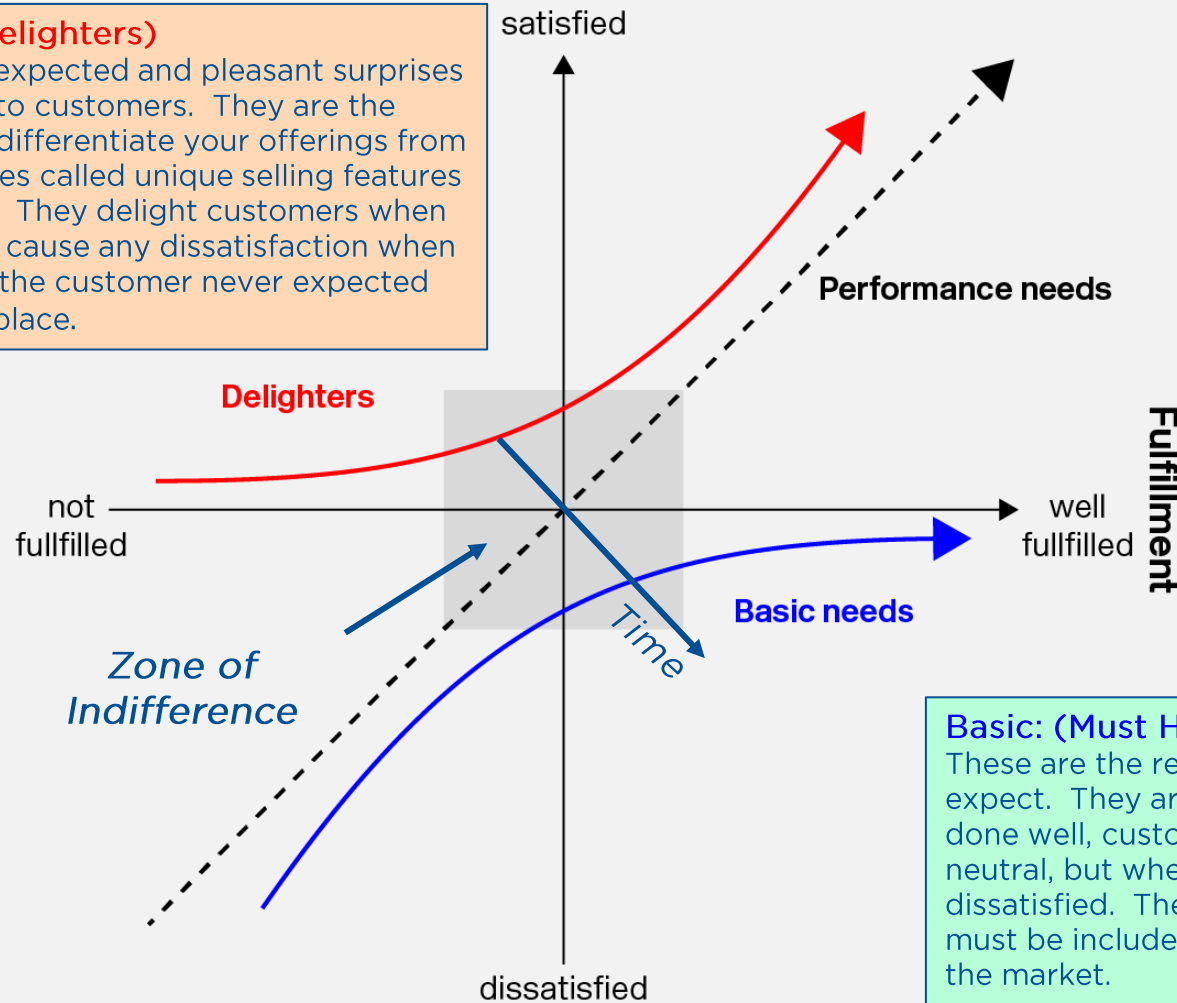 satisfied
elighters)
expected and pleasant surprises
to customers. They are the
differentiate your offerings from
es called unique selling features
They delight customers when
cause any dissatisfaction when
the customer never expected
place.
Performance needs
Delighters
Fulfillment
not
fullfilled
well
fullfilled
Basic needs
Time
Zone of
Indifference
Basic: (Must H
These are the re
expect. They ar
done well, custo
neutral, but whe
dissatisfied. The
must be include
the market.
dissatisfied